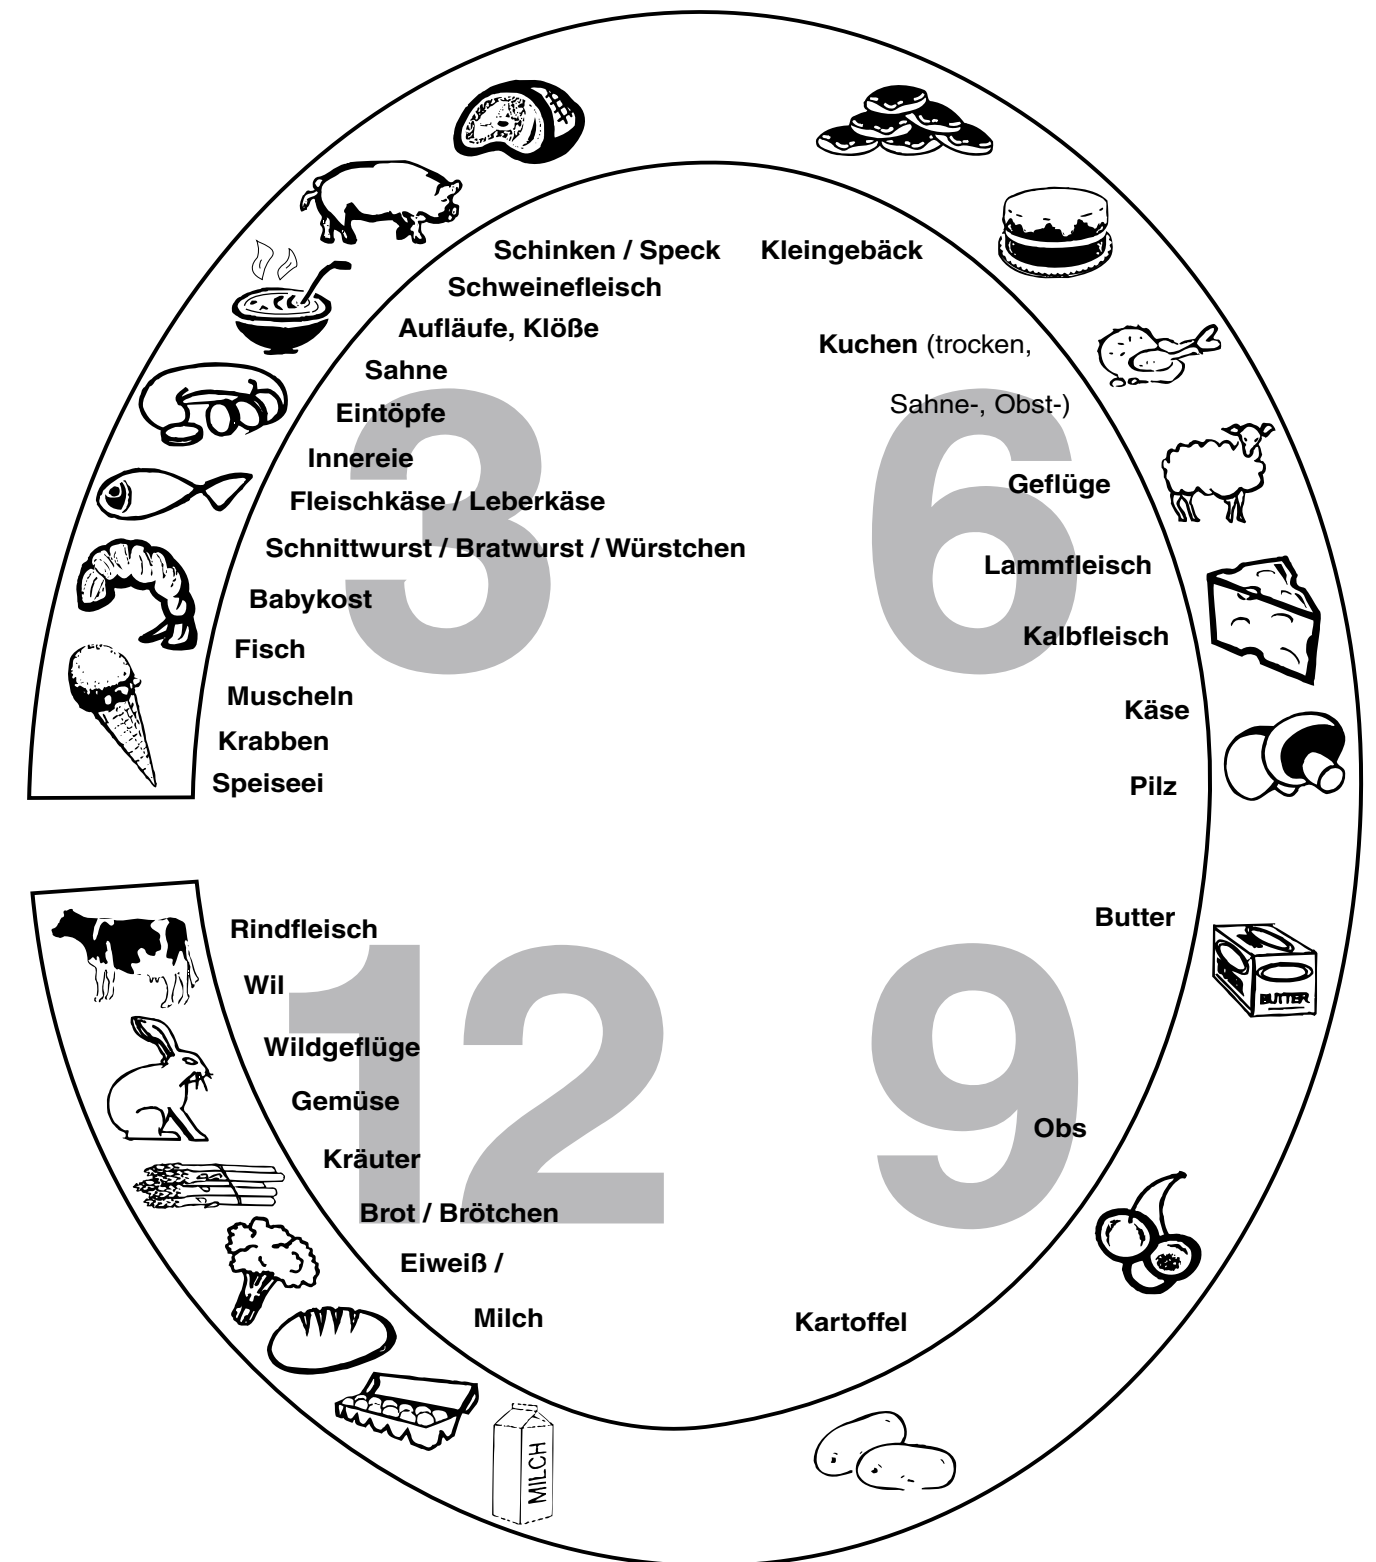 Schinken / Speck
Kleingebäck
Schweinefleisch
Aufläufe, Klöße
Kuchen (trocken,
Sahne-, Obst-)
Sahne
Eintöpfe
Innereie
Fleischkäse / Leberkäse
Schnittwurst / Bratwurst / Würstchen
Babykost
Fisch
Muscheln
Krabben
Speiseei
3
6
Geflüge
Lammfleisch
Kalbfleisch
Käse
Pilz
Rindfleisch
Wil
Wildgeflüge
Gemüse
Kräuter
Brot / Brötchen
Eiweiß /
Milch
12
9
Butter
BUTTER
Obs
Kartoffel
MILCH